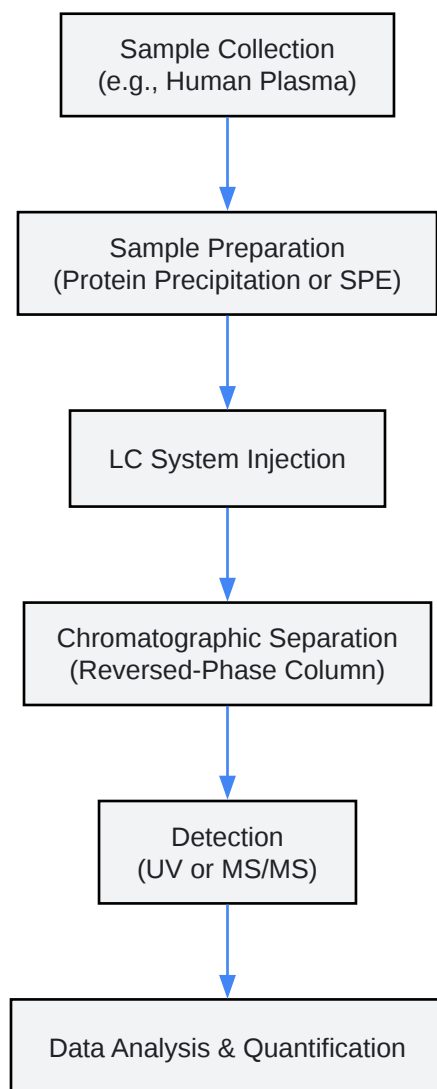 Sample Collection
(e.g., Human Plasma)
Sample Preparation
(Protein Precipitation or SPE)
LC System Injection
Chromatographic Separation
(Reversed-Phase Column)
Detection
(UV or MS/MS)
Data Analysis & Quantification